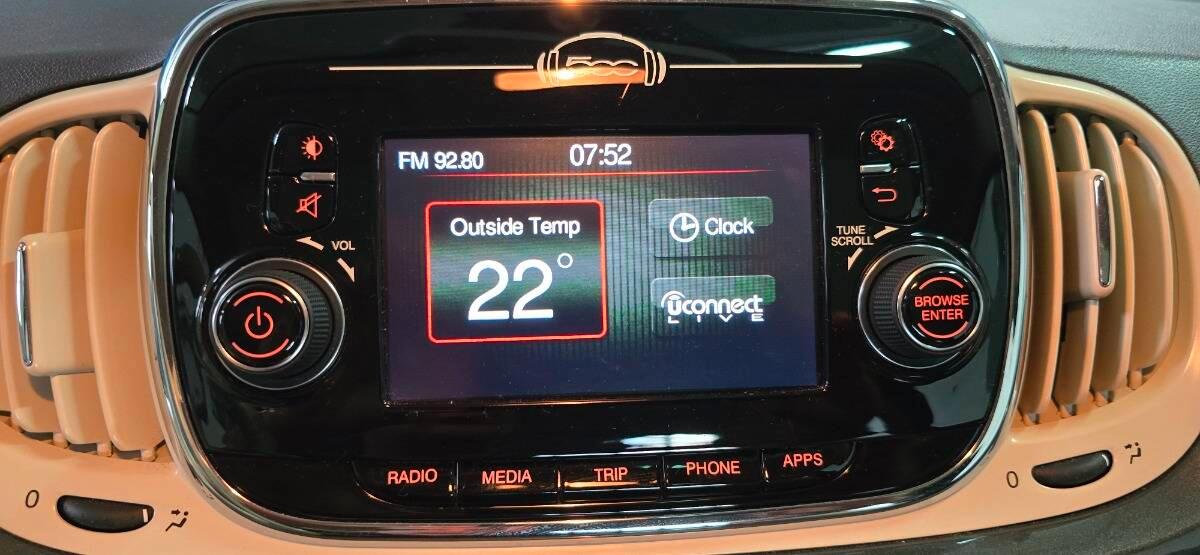 500
FM 92.80
07:52
Outside Temp
22°
Clock
uconnect
LIVE
VOL
TUNE
SCROLL
BROWSE
ENTER
RADIO
MEDIA
TRIP
PHONE
APPS
0
0